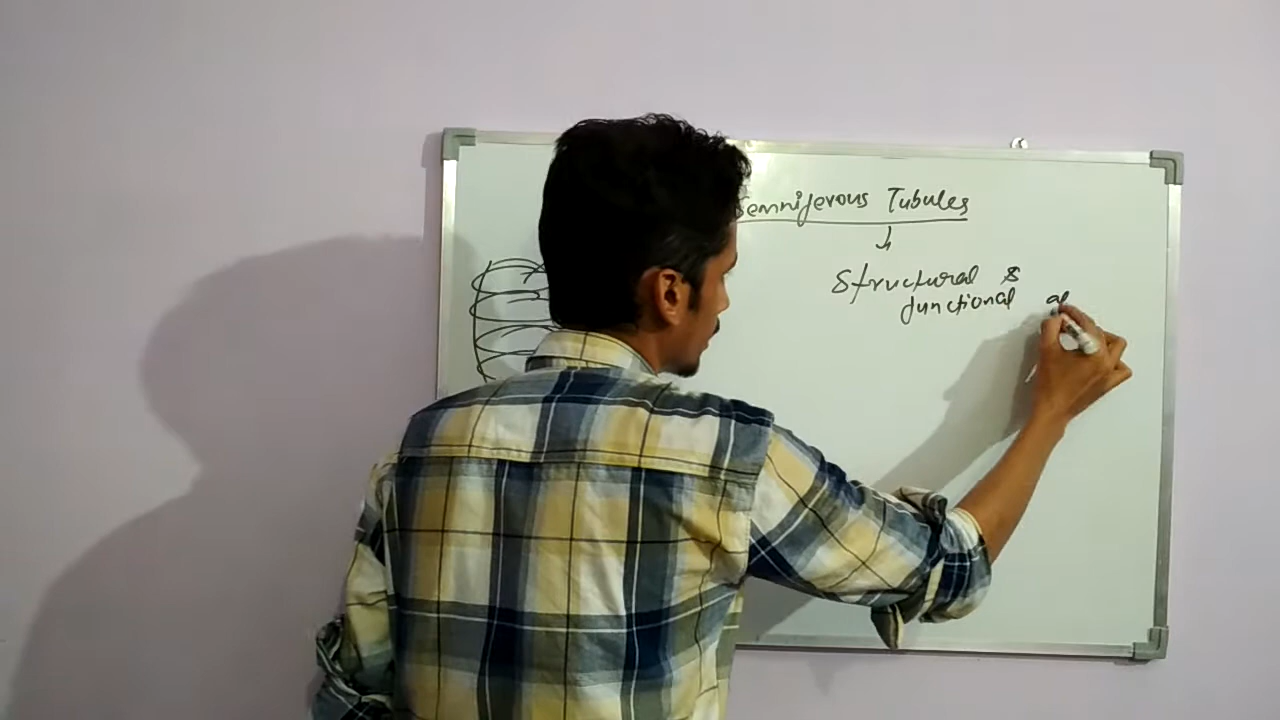 Semniferous Tubules
Structural &
functional